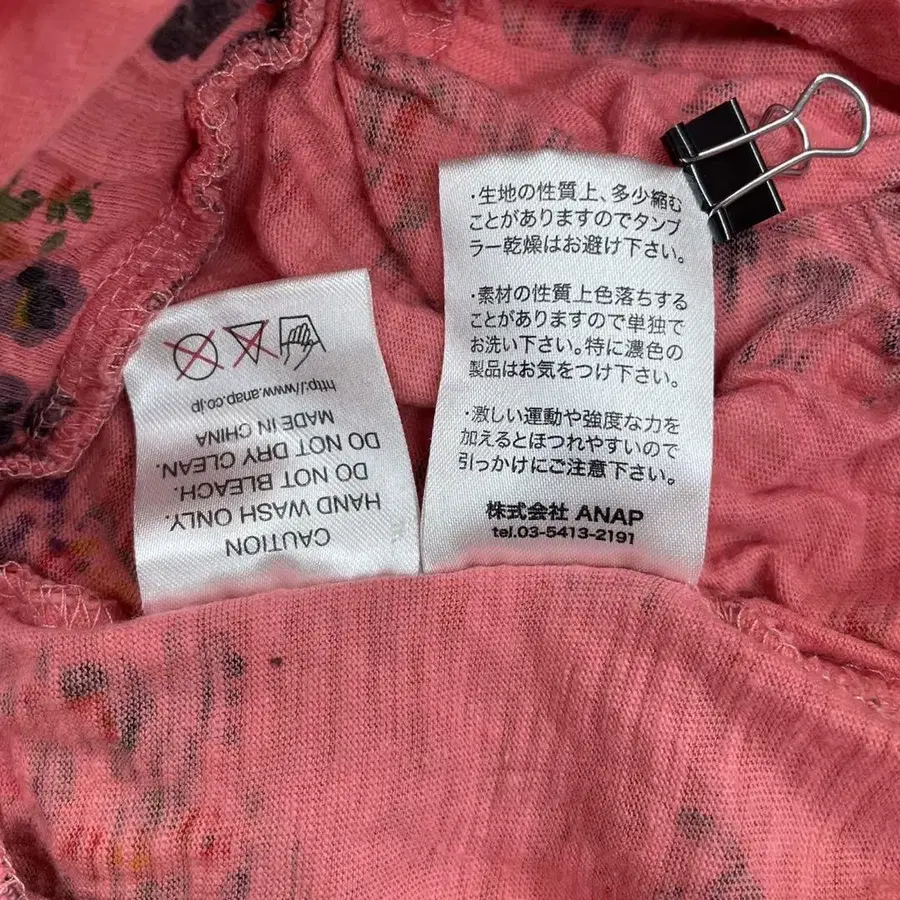 ・生地の性質上、多少縮む
ことがありますのでタンブ
ラー乾燥はお避け下さい。
・素材の性質上色落ちする
ことがありますので単独で
お洗い下さい。特に濃色の
製品はお気をつけ下さい。
・激しい運動や強度な力を
加えるとほつれやすいので
引っかけにご注意下さい。
株式会社 ANAP
tel.03-5413-2191
CAUTION
HAND WASH ONLY.
DO NOT BLEACH.
DO NOT DRY CLEAN.
MADE IN CHINA
http://www.anap.co.jp